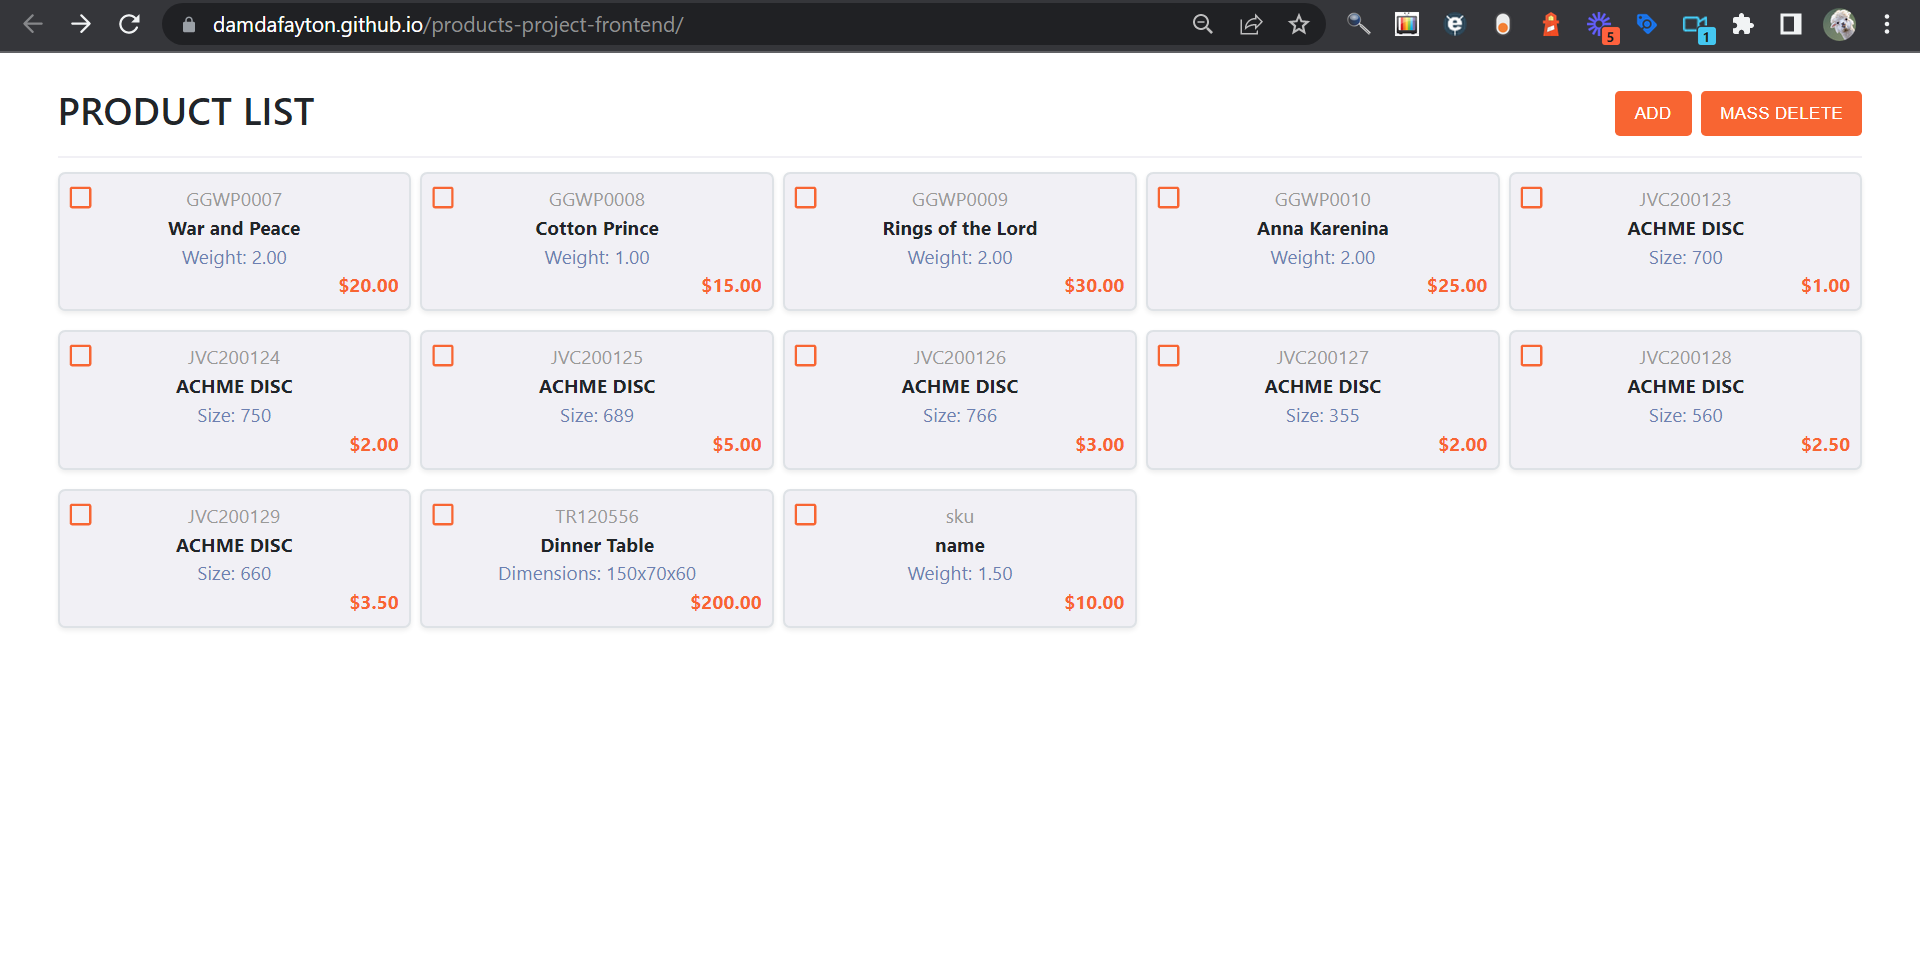 damdafayton.github.io/products-project-frontend/
5
1
PRODUCT LIST
ADD
MASS DELETE
GGWP0007
War and Peace
Weight: 2.00
$20.00
GGWP0008
Cotton Prince
Weight: 1.00
$15.00
GGWP0009
Rings of the Lord
Weight: 2.00
$30.00
GGWP0010
Anna Karenina
Weight: 2.00
$25.00
JVC200123
ACHME DISC
Size: 700
$1.00
JVC200124
ACHME DISC
Size: 750
$2.00
JVC200125
ACHME DISC
Size: 689
$5.00
JVC200126
ACHME DISC
Size: 766
$3.00
JVC200127
ACHME DISC
Size: 355
$2.00
JVC200128
ACHME DISC
Size: 560
$2.50
JVC200129
ACHME DISC
Size: 660
$3.50
TR120556
Dinner Table
Dimensions: 150x70x60
$200.00
sku
name
Weight: 1.50
$10.00